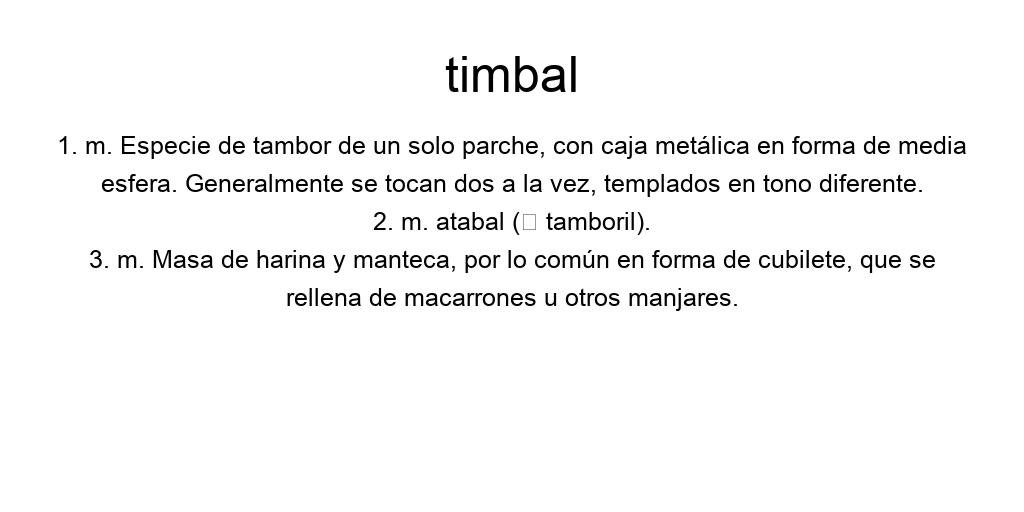 timbal
1. m. Especie de tambor de un solo parche, con caja metálica en forma de media
esfera. Generalmente se tocan dos a la vez, templados en tono diferente.
2. m. atabal (□ tamboril).
3. m. Masa de harina y manteca, por lo común en forma de cubilete, que se
rellena de macarrones u otros manjares.